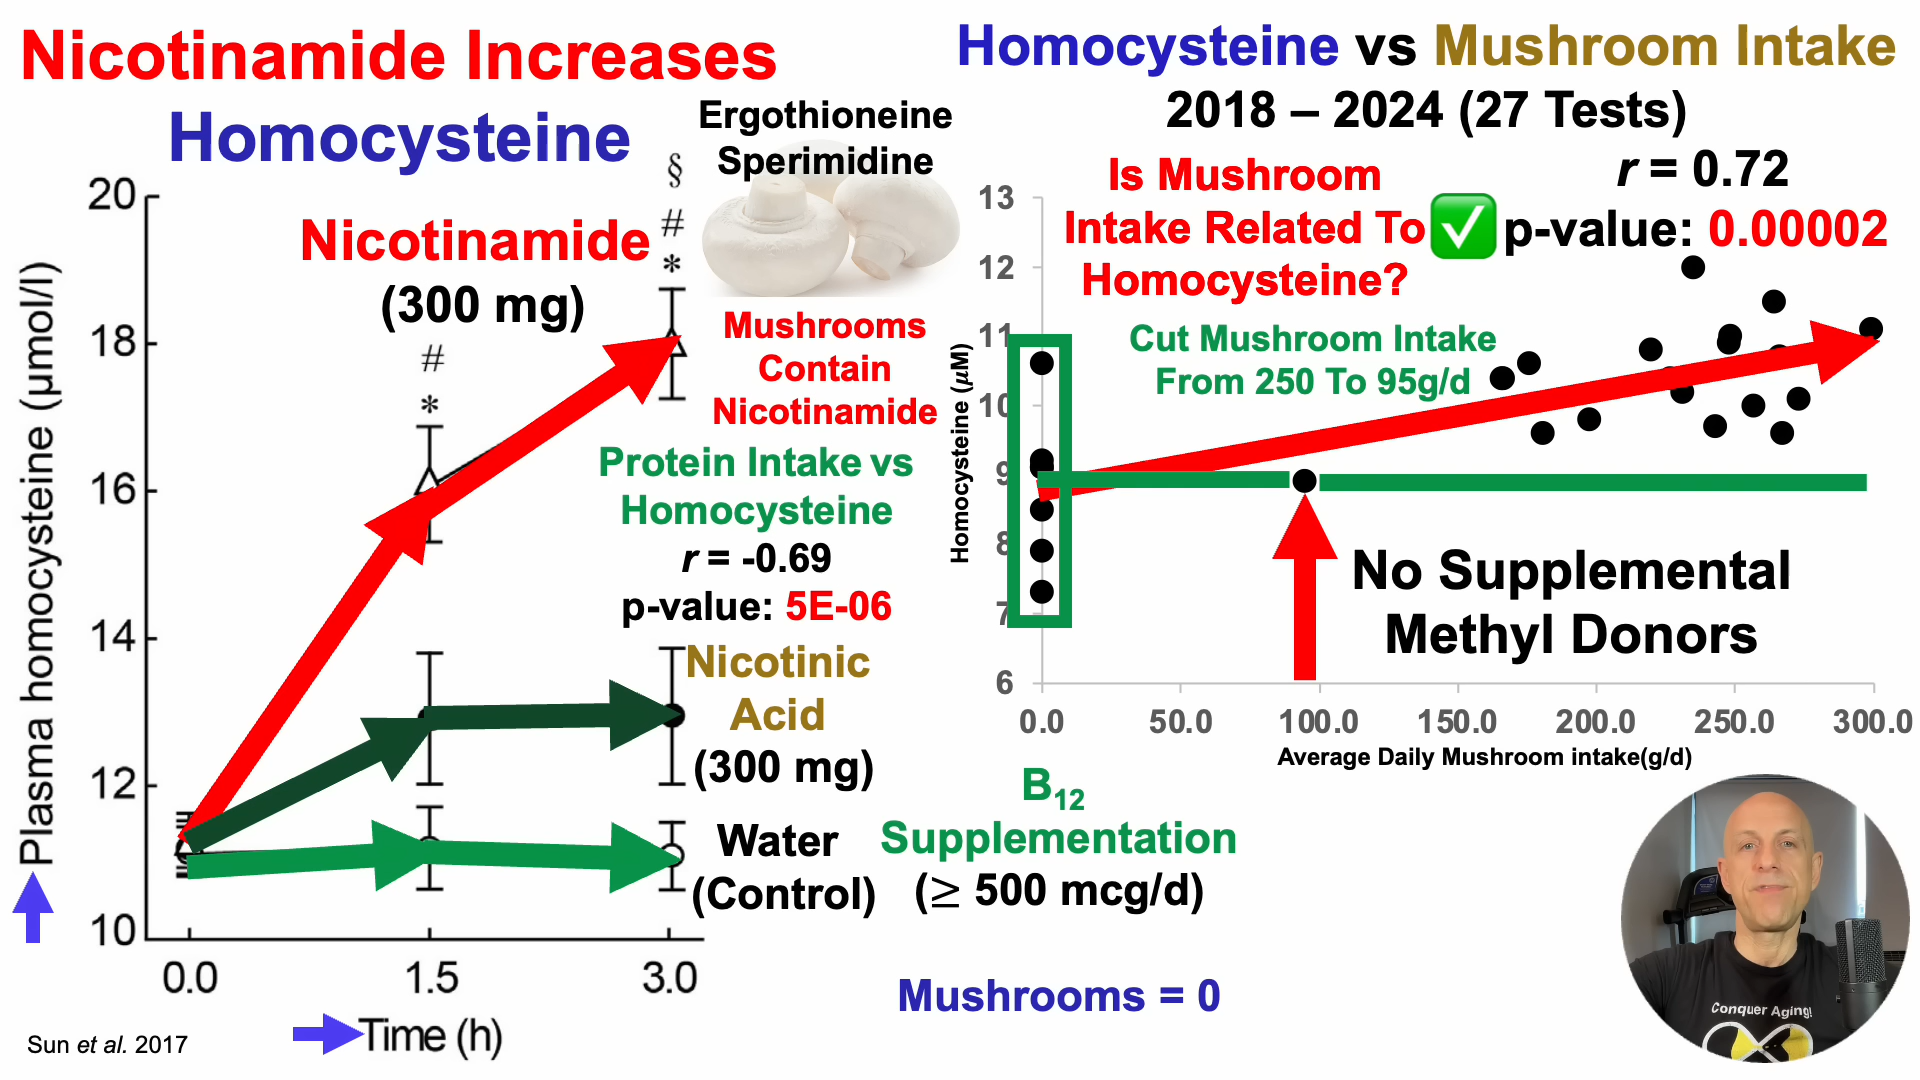 Nicotinamide Increases
Homocysteine
20
18
16
14
12
10
Plasma homocysteine (μmol/l)
0.0
1.5
3.0
Time (h)
Nicotinamide
(300 mg)
#
*
§
#
*
Ergothioneine
Sperimidine
Mushrooms
Contain
Nicotinamide
Protein Intake vs
Homocysteine
r = -0.69
p-value: 5E-06
Nicotinic
Acid
(300 mg)
Water
(Control)
Sun et al. 2017
Homocysteine vs Mushroom Intake
2018 – 2024 (27 Tests)
Is Mushroom
Intake Related To
Homocysteine?
r = 0.72
p-value: 0.00002
Cut Mushroom Intake
From 250 To 95g/d
13
12
11
10
9
8
7
6
Homocysteine (μM)
No Supplemental
Methyl Donors
0.0
50.0
100.0
150.0
200.0
250.0
300.0
Average Daily Mushroom intake(g/d)
B12
Supplementation
(≥ 500 mcg/d)
Mushrooms = 0
Conquer Aging!